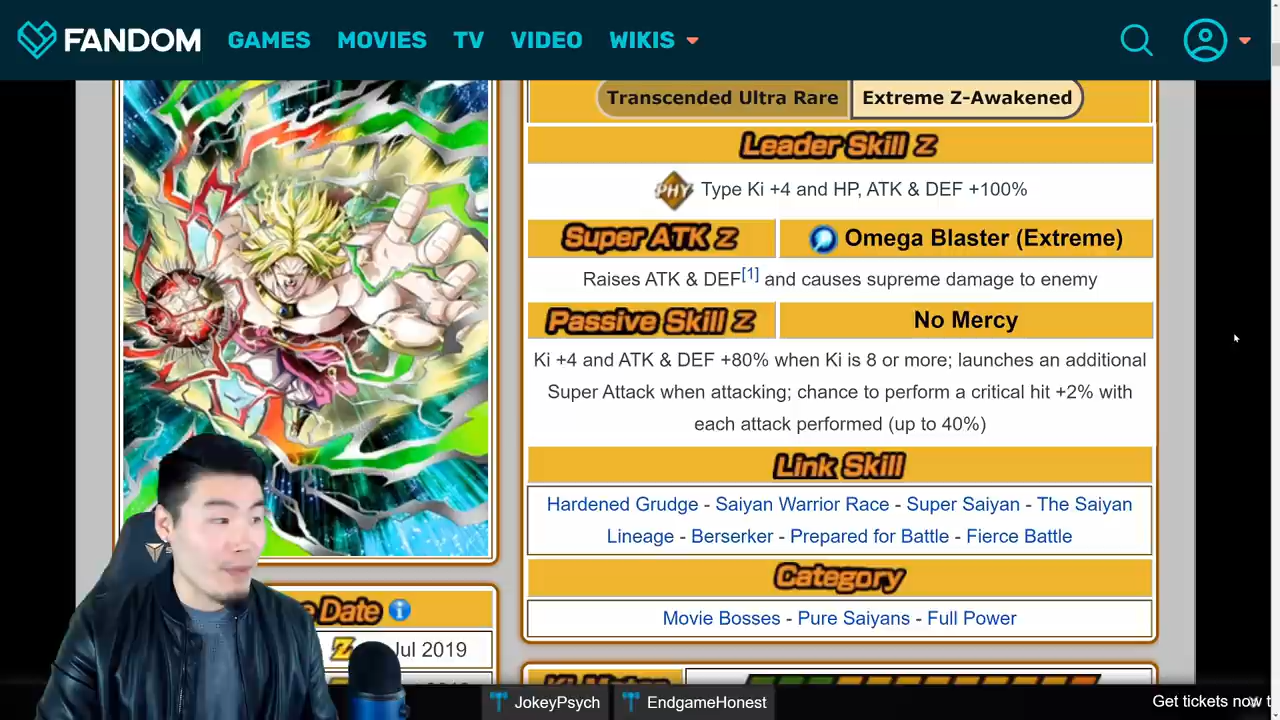 FANDOM GAMES MOVIES TV VIDEO WIKIS
Transcended Ultra Rare Extreme Z-Awakened
Leader Skill Z
PHY Type Ki +4 and HP, ATK & DEF +100%
Super ATK Z Omega Blaster (Extreme)
Raises ATK & DEF[1] and causes supreme damage to enemy
Passive Skill Z No Mercy
Ki +4 and ATK & DEF +80% when Ki is 8 or more; launches an additional
Super Attack when attacking; chance to perform a critical hit +2% with
each attack performed (up to 40%)
Link Skill
Hardened Grudge - Saiyan Warrior Race - Super Saiyan - The Saiyan
Lineage - Berserker - Prepared for Battle - Fierce Battle
Category
Movie Bosses - Pure Saiyans - Full Power
Date
Z Jul 2019
JokeyPsych EndgameHonest
Get tickets now